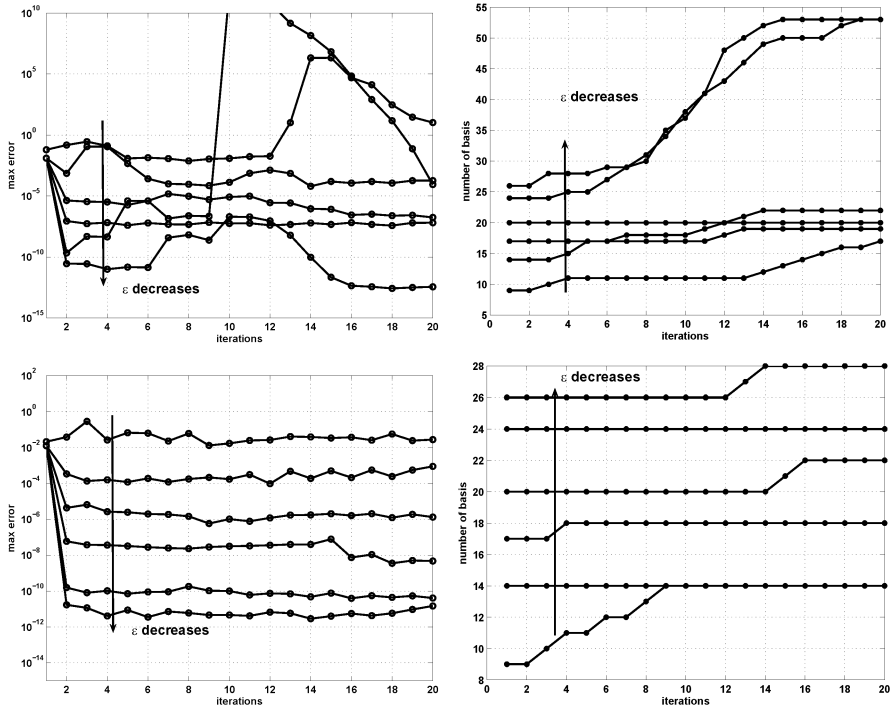 10^10
10^5
10^0
10^-5
10^-10
10^-15
max error
2 4 6 8 10 12 14 16 18 20
iterations
ε decreases
55
50
45
40
35
30
25
20
15
10
5
number of basis
0 2 4 6 8 10 12 14 16 18 20
iterations
ε decreases
10^2
10^0
10^-2
10^-4
10^-6
10^-8
10^-10
10^-12
10^-14
max error
2 4 6 8 10 12 14 16 18 20
iterations
ε decreases
28
26
24
22
20
18
16
14
12
10
8
number of basis
0 2 4 6 8 10 12 14 16 18 20
iterations
ε decreases